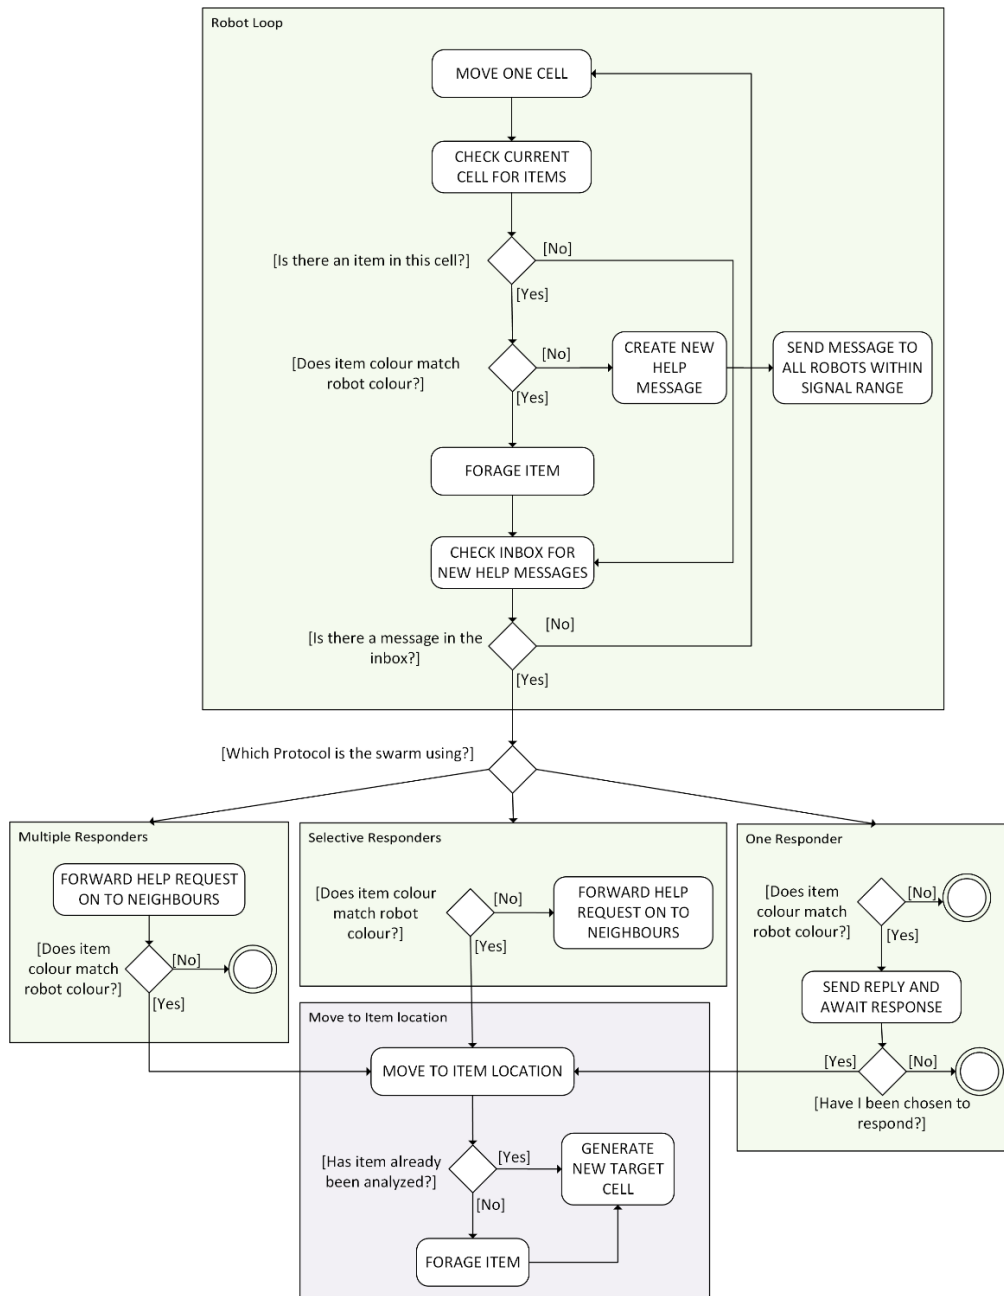 Robot Loop
MOVE ONE CELL
CHECK CURRENT
CELL FOR ITEMS
[Is there an item in this cell?]
[No]
[Yes]
[Does item colour match
robot colour?]
[No]
[Yes]
CREATE NEW
HELP
MESSAGE
SEND MESSAGE TO
ALL ROBOTS WITHIN
SIGNAL RANGE
FORAGE ITEM
CHECK INBOX FOR
NEW HELP MESSAGES
[Is there a message in the
inbox?]
[No]
[Yes]
[Which Protocol is the swarm using?]
Multiple Responders
FORWARD HELP REQUEST
ON TO NEIGHBOURS
[Does item
colour match
robot colour?]
[No]
[Yes]
Selective Responders
[Does item colour
match robot
colour?]
[No]
[Yes]
FORWARD HELP
REQUEST ON TO
NEIGHBOURS
One Responder
[Does item
colour match
robot colour?]
[No]
[Yes]
SEND REPLY AND
AWAIT RESPONSE
[Yes]
[No]
[Have I been chosen to
respond?]
Move to Item location
MOVE TO ITEM LOCATION
[Has item already
been analyzed?]
[Yes]
[No]
GENERATE
NEW TARGET
CELL
FORAGE ITEM